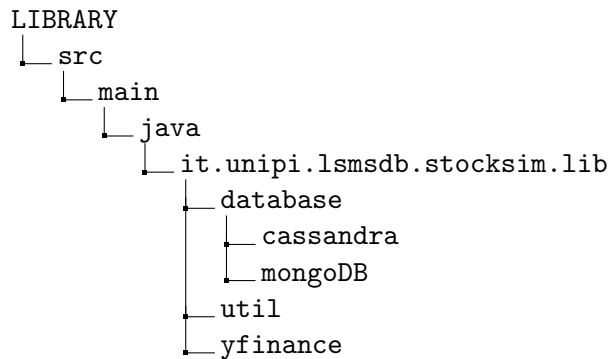 LIBRARY
src
main
java
it.unipi.lsmsdb.stocksim.lib
database
cassandra
mongoDB
util
yfinance